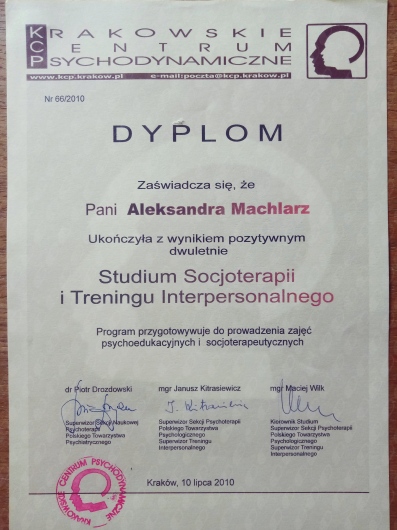 KRAKOWSKIE
CENTRUM
PSYCHODYNAMICZNE
www.kcp.krakow.pl e-mail:poczta@kcp.krakow.pl
Nr 66/2010
DYPLOM
Zaświadcza się, że
Pani Aleksandra Machlarz
Ukończyła z wynikiem pozytywnym
dwuletnie
Studium Socjoterapii
i Treningu Interpersonalnego
Program przygotowywuje do prowadzenia zajęć
psychoedukacyjnych i socjoterapeutycznych
dr Piotr Drozdowski
Superwizor Sekcji Naukowej
Psychoterapii
Polskiego Towarzystwa
Psychiatrycznego
mgr Janusz Kitrasiewicz
Superwizor Sekcji Psychoterapii
Polskiego Towarzystwa
Psychologicznego
Superwizor Treningu
Interpersonalnego
mgr Maciej Wilk
Kierownik Studium
Superwizor Sekcji Psychoterapii
Polskiego Towarzystwa
Psychologicznego
Superwizor Treningu
Interpersonalnego
KRAKOWSKIE CENTRUM PSYCHODYNAMICZNE
Kraków, 10 lipca 2010